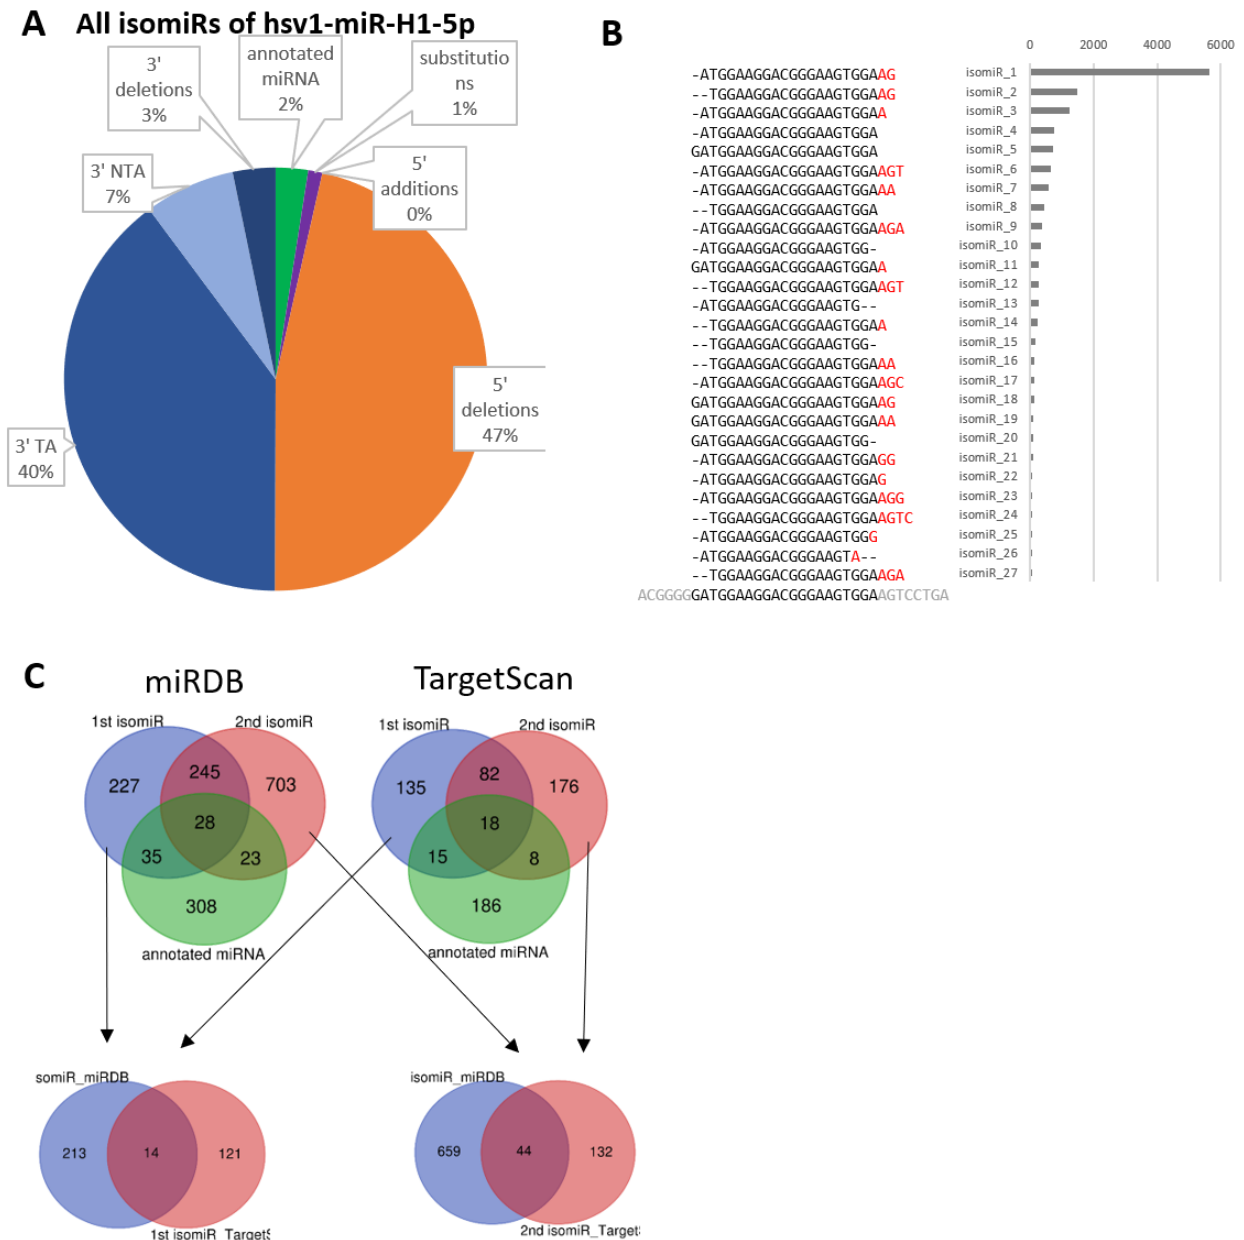 A
All isomiRs of hsv1-miR-H1-5p
3'
deletions
3%
annotated
miRNA
2%
substitutio
ns
1%
3' NTA
7%
5'
additions
0%
5'
deletions
47%
3' TA
40%
B
0 2000 4000 6000
-ATGGAAGGACGGGAAGTGGAAG isomiR_1
--TGGAAGGACGGGAAGTGGAAG isomiR_2
-ATGGAAGGACGGGAAGTGGAA isomiR_3
-ATGGAAGGACGGGAAGTGGA isomiR_4
GATGGAAGGACGGGAAGTGGA isomiR_5
-ATGGAAGGACGGGAAGTGGAAGT isomiR_6
-ATGGAAGGACGGGAAGTGGAAA isomiR_7
--TGGAAGGACGGGAAGTGGA isomiR_8
-ATGGAAGGACGGGAAGTGGAAGA isomiR_9
-ATGGAAGGACGGGAAGTGG- isomiR_10
GATGGAAGGACGGGAAGTGGAA isomiR_11
--TGGAAGGACGGGAAGTGGAAGT isomiR_12
-ATGGAAGGACGGGAAGTG-- isomiR_13
--TGGAAGGACGGGAAGTGGAA isomiR_14
--TGGAAGGACGGGAAGTGG- isomiR_15
--TGGAAGGACGGGAAGTGGAAA isomiR_16
-ATGGAAGGACGGGAAGTGGAAGC isomiR_17
GATGGAAGGACGGGAAGTGGAAG isomiR_18
GATGGAAGGACGGGAAGTGGAAA isomiR_19
GATGGAAGGACGGGAAGTGG- isomiR_20
-ATGGAAGGACGGGAAGTGGAGG isomiR_21
-ATGGAAGGACGGGAAGTGGAG isomiR_22
-ATGGAAGGACGGGAAGTGGAAGG isomiR_23
--TGGAAGGACGGGAAGTGGAAGTC isomiR_24
-ATGGAAGGACGGGAAGTGGG isomiR_25
-ATGGAAGGACGGGAAGTA-- isomiR_26
--TGGAAGGACGGGAAGTGGAAGA isomiR_27
ACGGGGGATGGAAGGACGGGAAGTGGAAGTCCTGA
C
miRDB
1st isomiR 2nd isomiR
227 245 703
28
35 23
308
annotated miRNA
TargetScan
1st isomiR 2nd isomiR
135 82 176
18
15 8
186
annotated miRNA
somiR_miRDB
213 14 121
1st isomiR_TargetS
isomiR_miRDB
659 44 132
2nd isomiR_Target